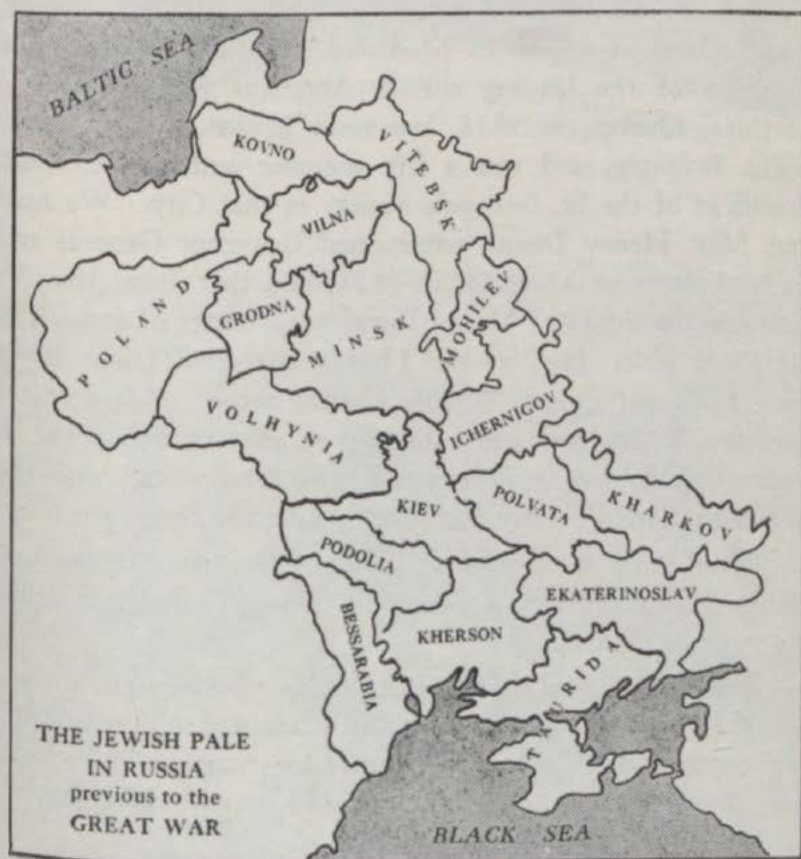 BALTIC SEA
KOVNO
VITEBSK
VILNA
POLAND
GRODNA
MINSK
MOHILEV
VOLHYNIA
ICHERNIGOV
KIEV
POLVATA
KHARKOV
PODOLIA
EKATERINOSLAV
BESSARABIA
KHERSON
TAURIDA
THE JEWISH PALE
IN RUSSIA
previous to the
GREAT WAR
BLACK SEA